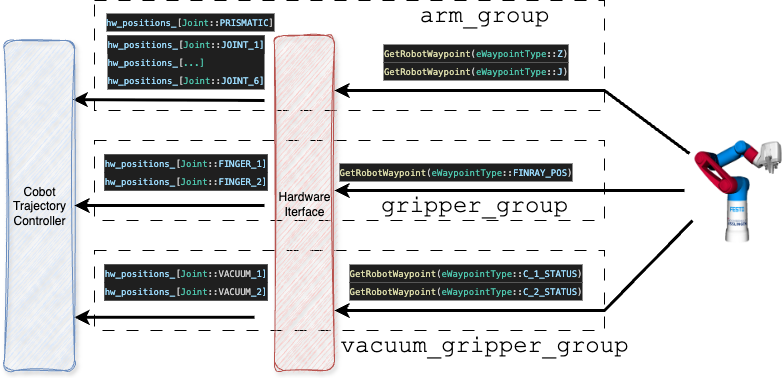 arm_group
hw_positions_[Joint::PRISMATIC]
hw_positions_[Joint::JOINT_1]
hw_positions_[...]
hw_positions_[Joint::JOINT_6]
GetRobotWaypoint(eWaypointType::Z)
GetRobotWaypoint(eWaypointType::J)
Cobot
Trajectory
Controller
Hardware
Iterface
hw_positions_[Joint::FINGER_1]
hw_positions_[Joint::FINGER_2]
GetRobotWaypoint(eWaypointType::FINRAY_POS)
gripper_group
FESTO
hw_positions_[Joint::VACUUM_1]
hw_positions_[Joint::VACUUM_2]
GetRobotWaypoint(eWaypointType::C_1_STATUS)
GetRobotWaypoint(eWaypointType::C_2_STATUS)
vacuum_gripper_group